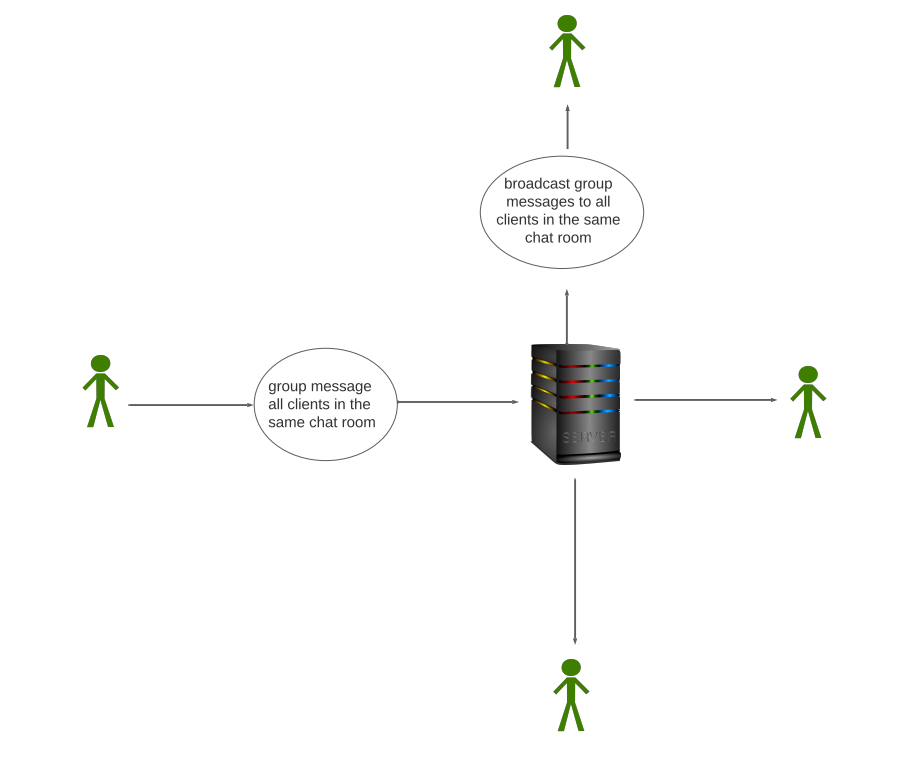 broadcast group
messages to all
clients in the same
chat room
group message
all clients in the
same chat room
SERVER